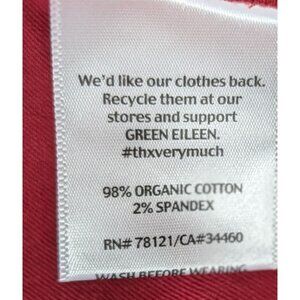 We'd like our clothes back.
Recycle them at our
stores and support
GREEN EILEEN.
#thxverymuch
98% ORGANIC COTTON
2% SPANDEX
RN# 78121/CA#34460
WASH BEFORE WEARING